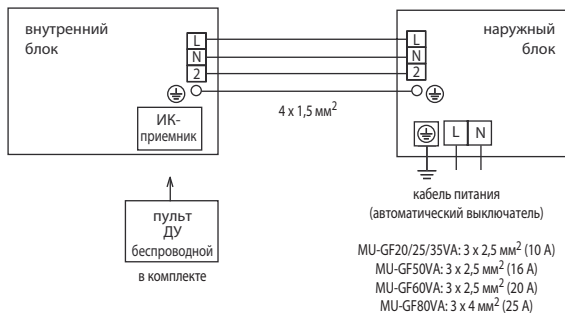 внутренний
блок
L
N
2
ИК-
приемник
4 x 1,5 мм²
наружный
блок
L
N
2
L N
кабель питания
(автоматический выключатель)
пульт
ДУ
беспроводной
в комплекте
MU-GF20/25/35VA: 3 x 2,5 мм² (10 A)
MU-GF50VA: 3 x 2,5 мм² (16 A)
MU-GF60VA: 3 x 2,5 мм² (20 A)
MU-GF80VA: 3 x 4 мм² (25 A)